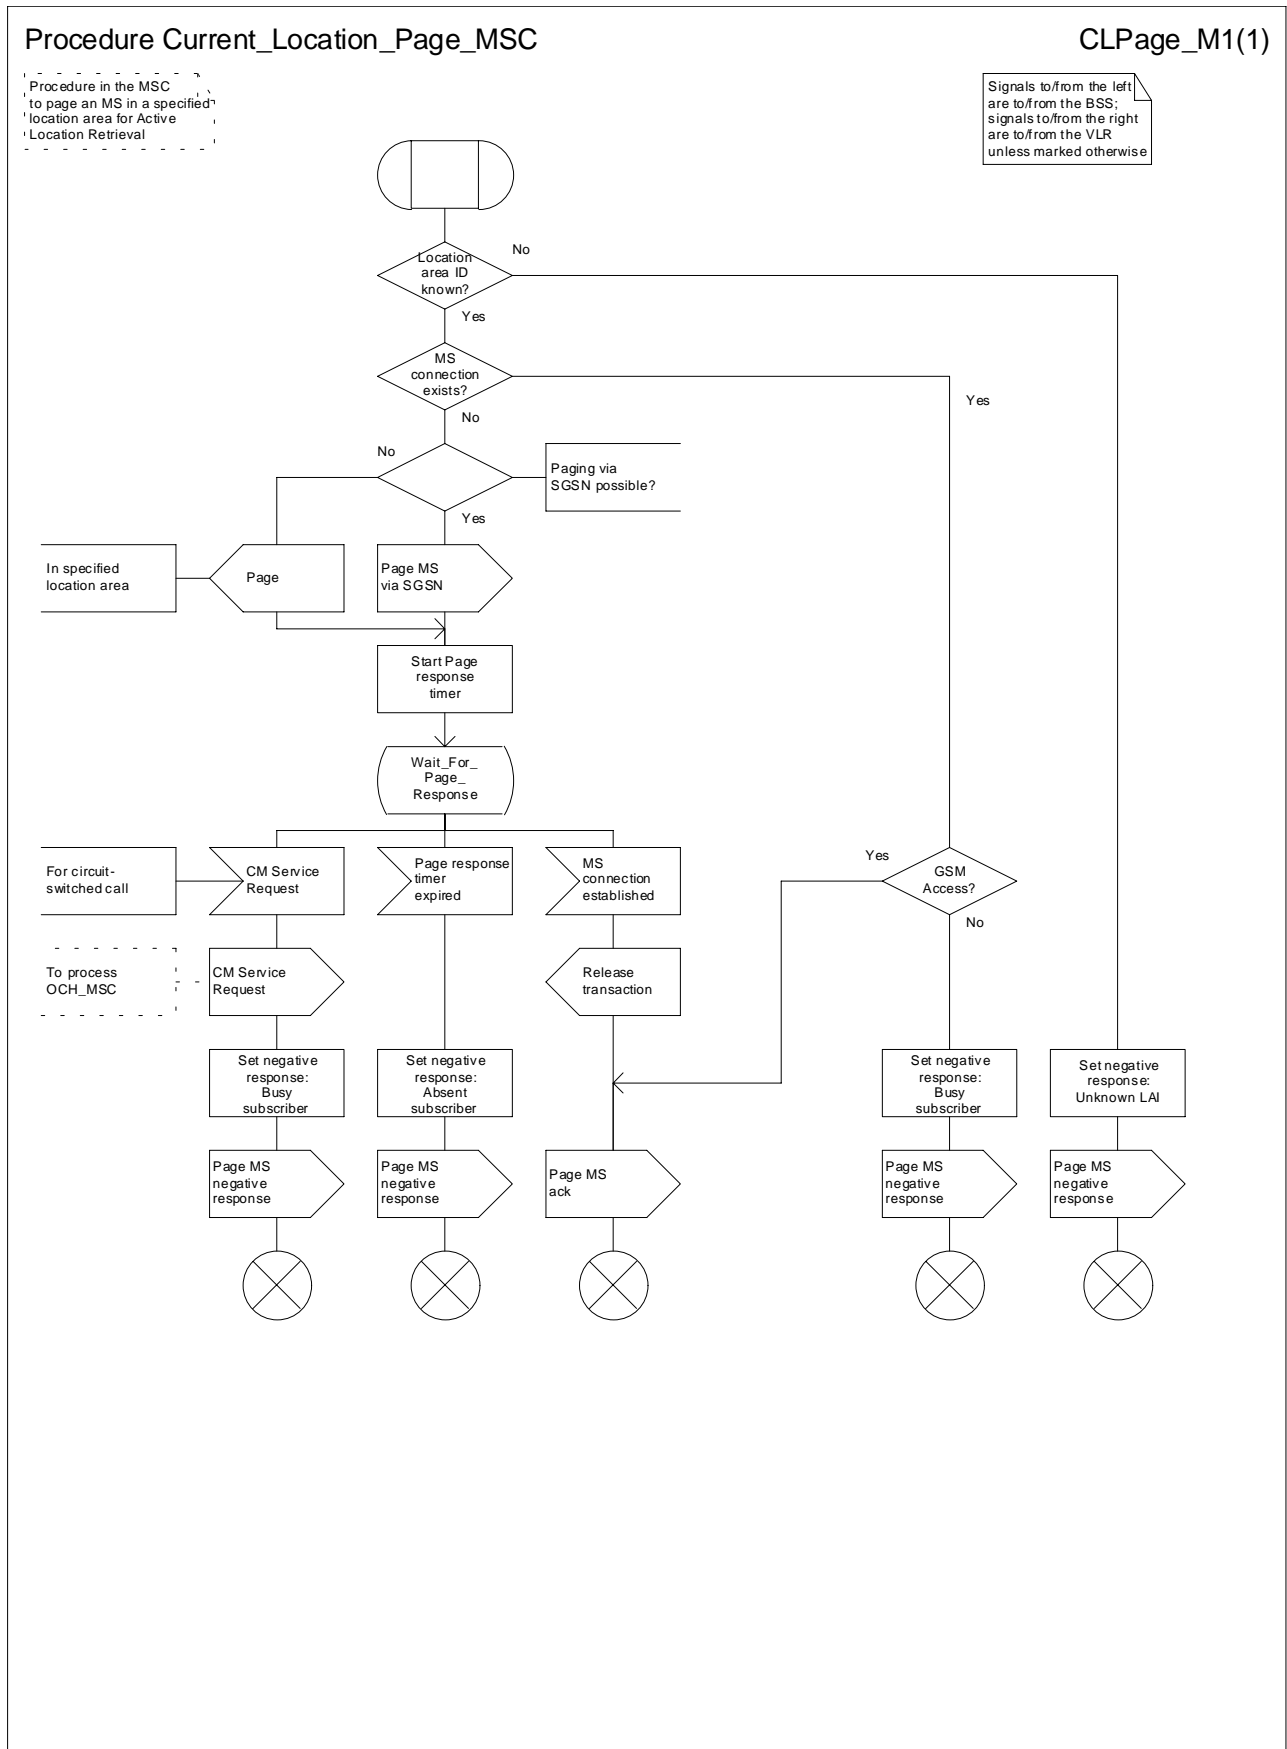 Procedure Current_Location_Page_MSC
CLPage_M1(1)
Procedure in the MSC
to page an MS in a specified
location area for Active
Location Retrieval
Signals to/from the left
are to/from the BSS;
signals to/from the right
are to/from the VLR
unless marked otherwise
Location
area ID
known?
No
Yes
MS
connection
exists?
Yes
No
No
Paging via
SGSN possible?
Yes
In specified
location area
Page
Page MS
via SGSN
Start Page
response
timer
Wait_For_
Page_
Response
For circuit-
switched call
CM Service
Request
Page response
timer
expired
MS
connection
established
Yes
GSM
Access?
No
To process
OCH_MSC
CM Service
Request
Release
transaction
Set negative
response:
Busy
subscriber
Set negative
response:
Absent
subscriber
Set negative
response:
Busy
subscriber
Set negative
response:
Unknown LAI
Page MS
negative
response
Page MS
negative
response
Page MS
ack
Page MS
negative
response
Page MS
negative
response